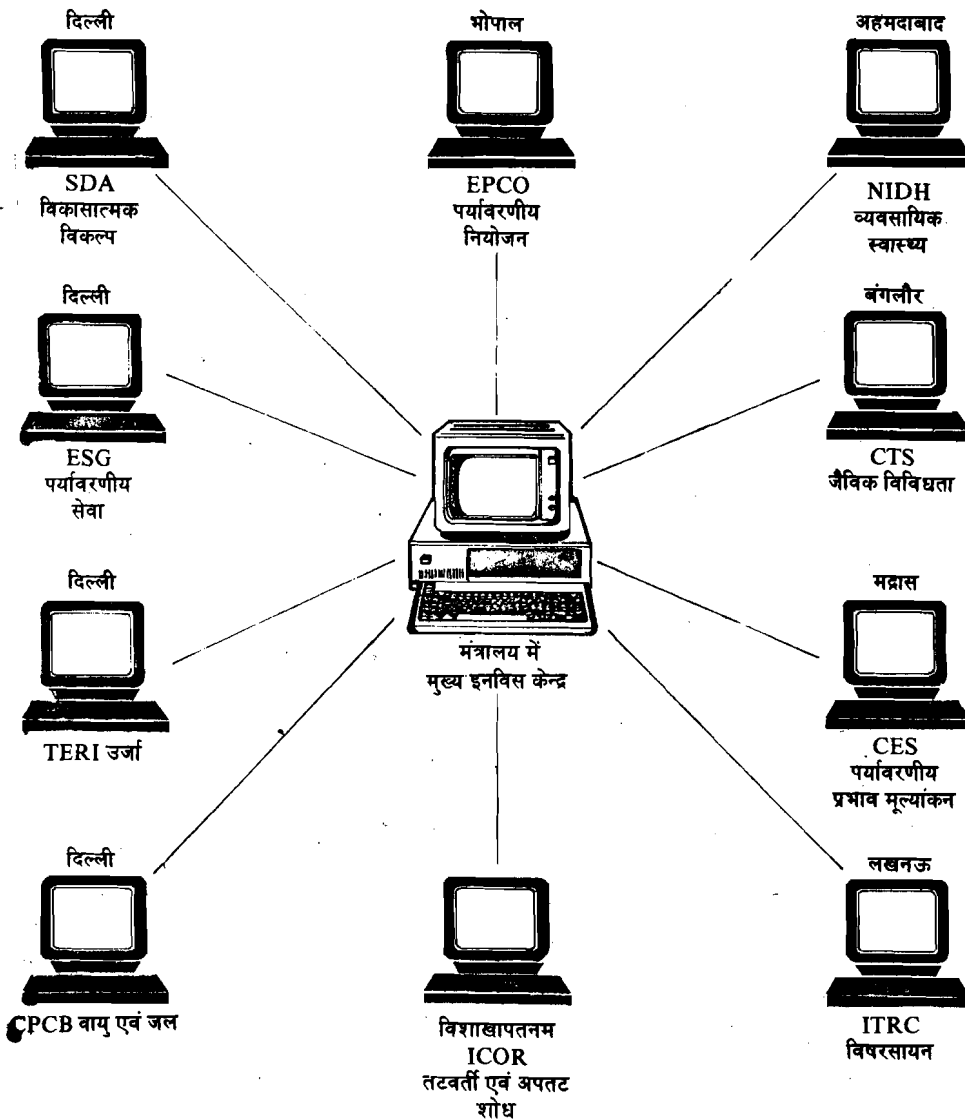 दिल्ली
SDA
विकासात्मक
विकल्प
भोपाल
EPCO
पर्यावरणीय
नियोजन
अहमदाबाद
NIDH
व्यवसायिक
स्वास्थ्य
दिल्ली
ESG
पर्यावरणीय
सेवा
बंगलौर
CTS
जैविक विविधता
मंत्रालय में
मुख्य इनविस केन्द्र
दिल्ली
TERI उर्जा
मद्रास
CES
पर्यावरणीय
प्रभाव मूल्यांकन
दिल्ली
CPCB वायु एवं जल
विशाखापतनम
ICOR
तटवर्ती एवं अपतट
शोध
लखनऊ
ITRC
विषरसायन